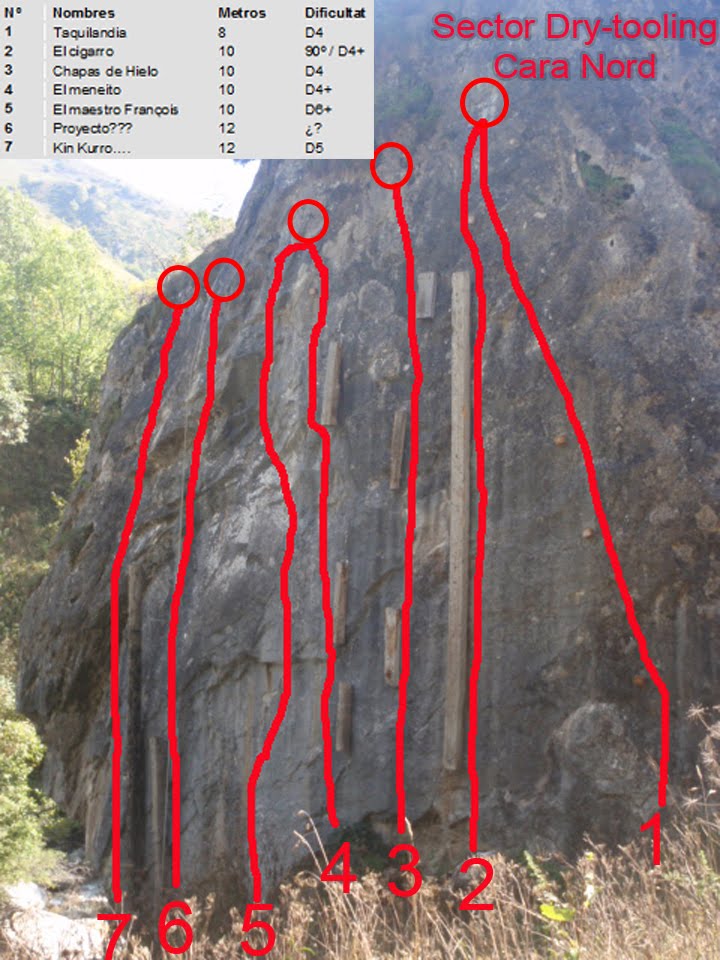 Nº Nombres Metros Dificultat
1 Taquilandia 8 D4
2 El cigarro 10 90º / D4+
3 Chapas de Hielo 10 D4
4 El meneito 10 D4+
5 El maestro François 10 D6+
6 Proyecto??? 12 ¿?
7 Kin Kurro.... 12 D5
Sector Dry-tooling
Cara Nord
7 6 5 4 3 2 1